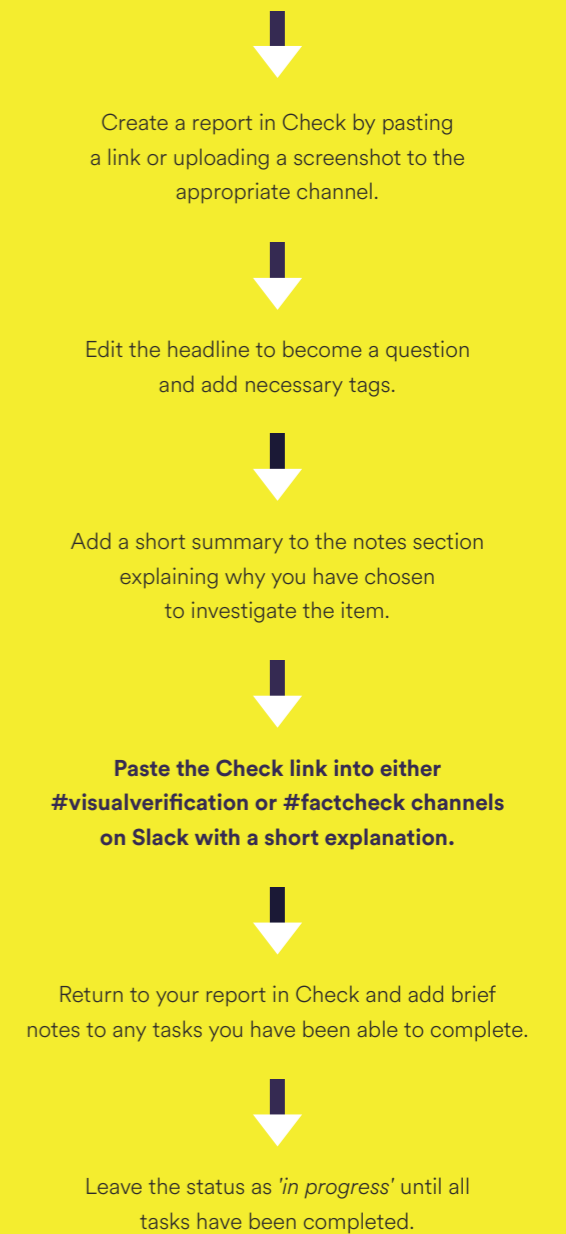 Create a report in Check by pasting
a link or uploading a screenshot to the
appropriate channel.
Edit the headline to become a question
and add necessary tags.
Add a short summary to the notes section
explaining why you have chosen
to investigate the item.
Paste the Check link into either
#visualverification or #factcheck channels
on Slack with a short explanation.
Return to your report in Check and add brief
notes to any tasks you have been able to complete.
Leave the status as 'in progress' until all
tasks have been completed.